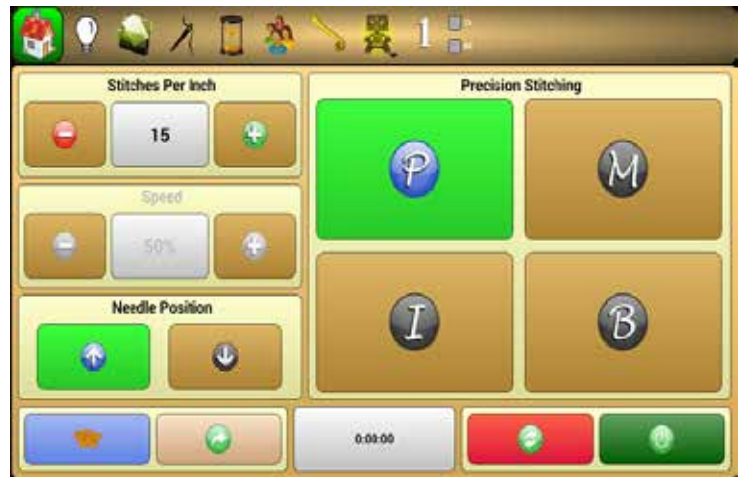 1
Stitches Per Inch
15
Speed
50%
Needle Position
Precision Stitching
P
M
I
B
0:00:00